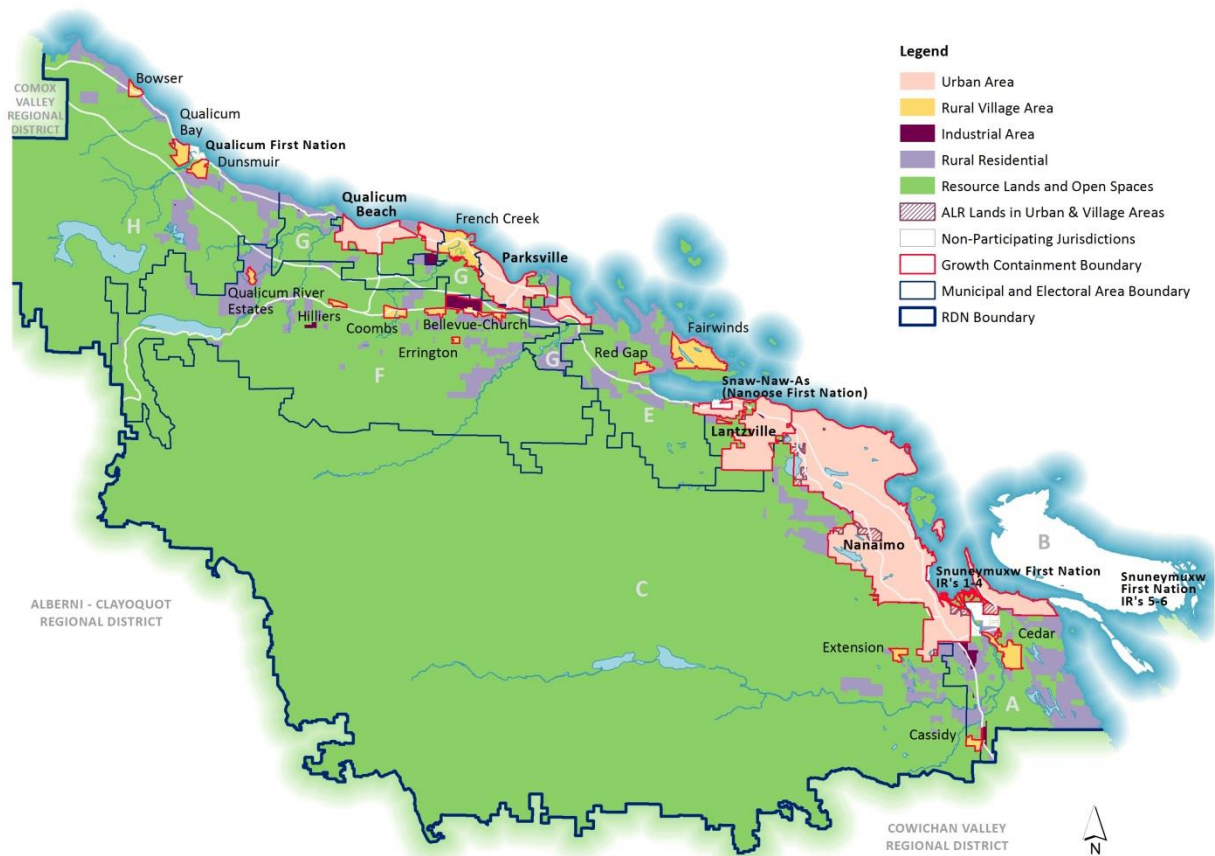 Legend
Urban Area
Rural Village Area
Industrial Area
Rural Residential
Resource Lands and Open Spaces
ALR Lands in Urban & Village Areas
Non-Participating Jurisdictions
Growth Containment Boundary
Municipal and Electoral Area Boundary
RDN Boundary
COMOX
VALLEY
REGIONAL
DISTRICT
Bowser
Qualicum
Bay
Qualicum First Nation
Dunsmuir
Qualicum
Beach
French Creek
H
G
G
Parksville
Qualicum River
Estates
Hilliers
Coombs
Bellevue-Church
Errington
Fairwinds
F
G
Red Gap
E
Snaw-Naw-As
(Nanoose First Nation)
Lantzville
Nanaimo
B
Snuneymuxw First Nation
IR's 1-4
Snuneymuxw
First Nation
IR's 5-6
C
ALBERNI - CLAYOQUOT
REGIONAL DISTRICT
Extension
Cedar
A
Cassidy
COWICHAN VALLEY
REGIONAL DISTRICT
N